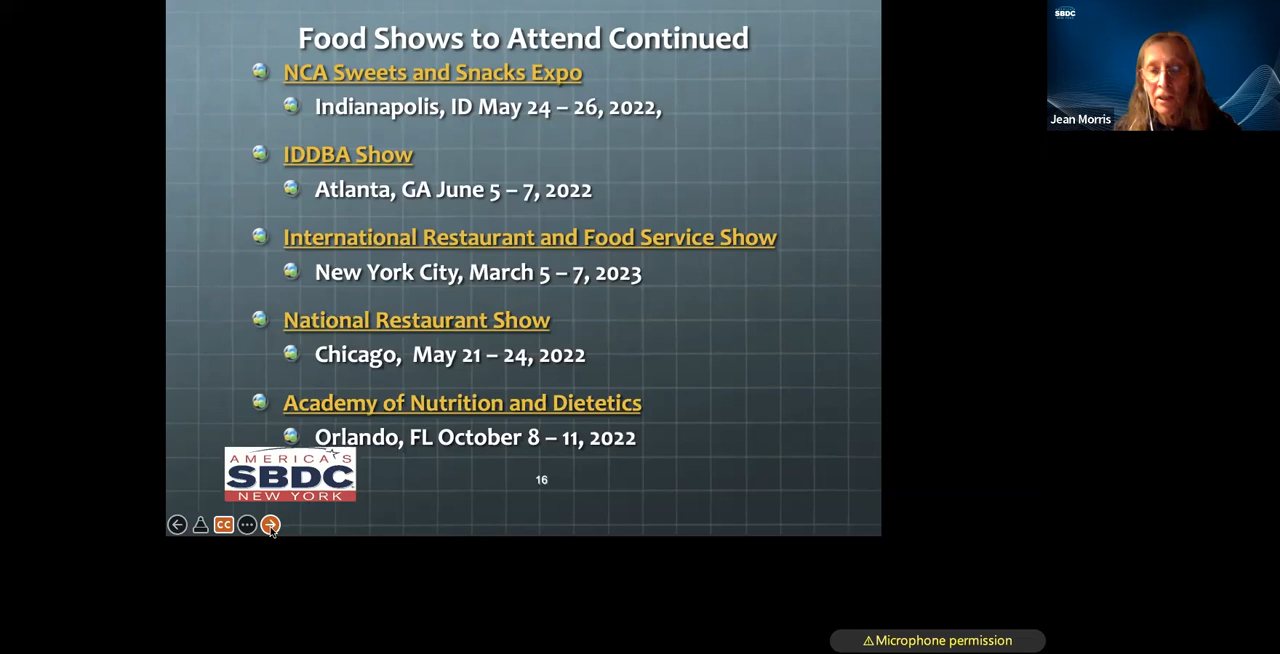 Food Shows to Attend Continued
NCA Sweets and Snacks Expo
Indianapolis, ID May 24 – 26, 2022,
IDDBA Show
Atlanta, GA June 5 – 7, 2022
International Restaurant and Food Service Show
New York City, March 5 – 7, 2023
National Restaurant Show
Chicago, May 21 – 24, 2022
Academy of Nutrition and Dietetics
Orlando, FL October 8 – 11, 2022
AMERICA'S
SBDC
NEW YORK
16
CC
SBDC
Jean Morris
⚠Microphone permission